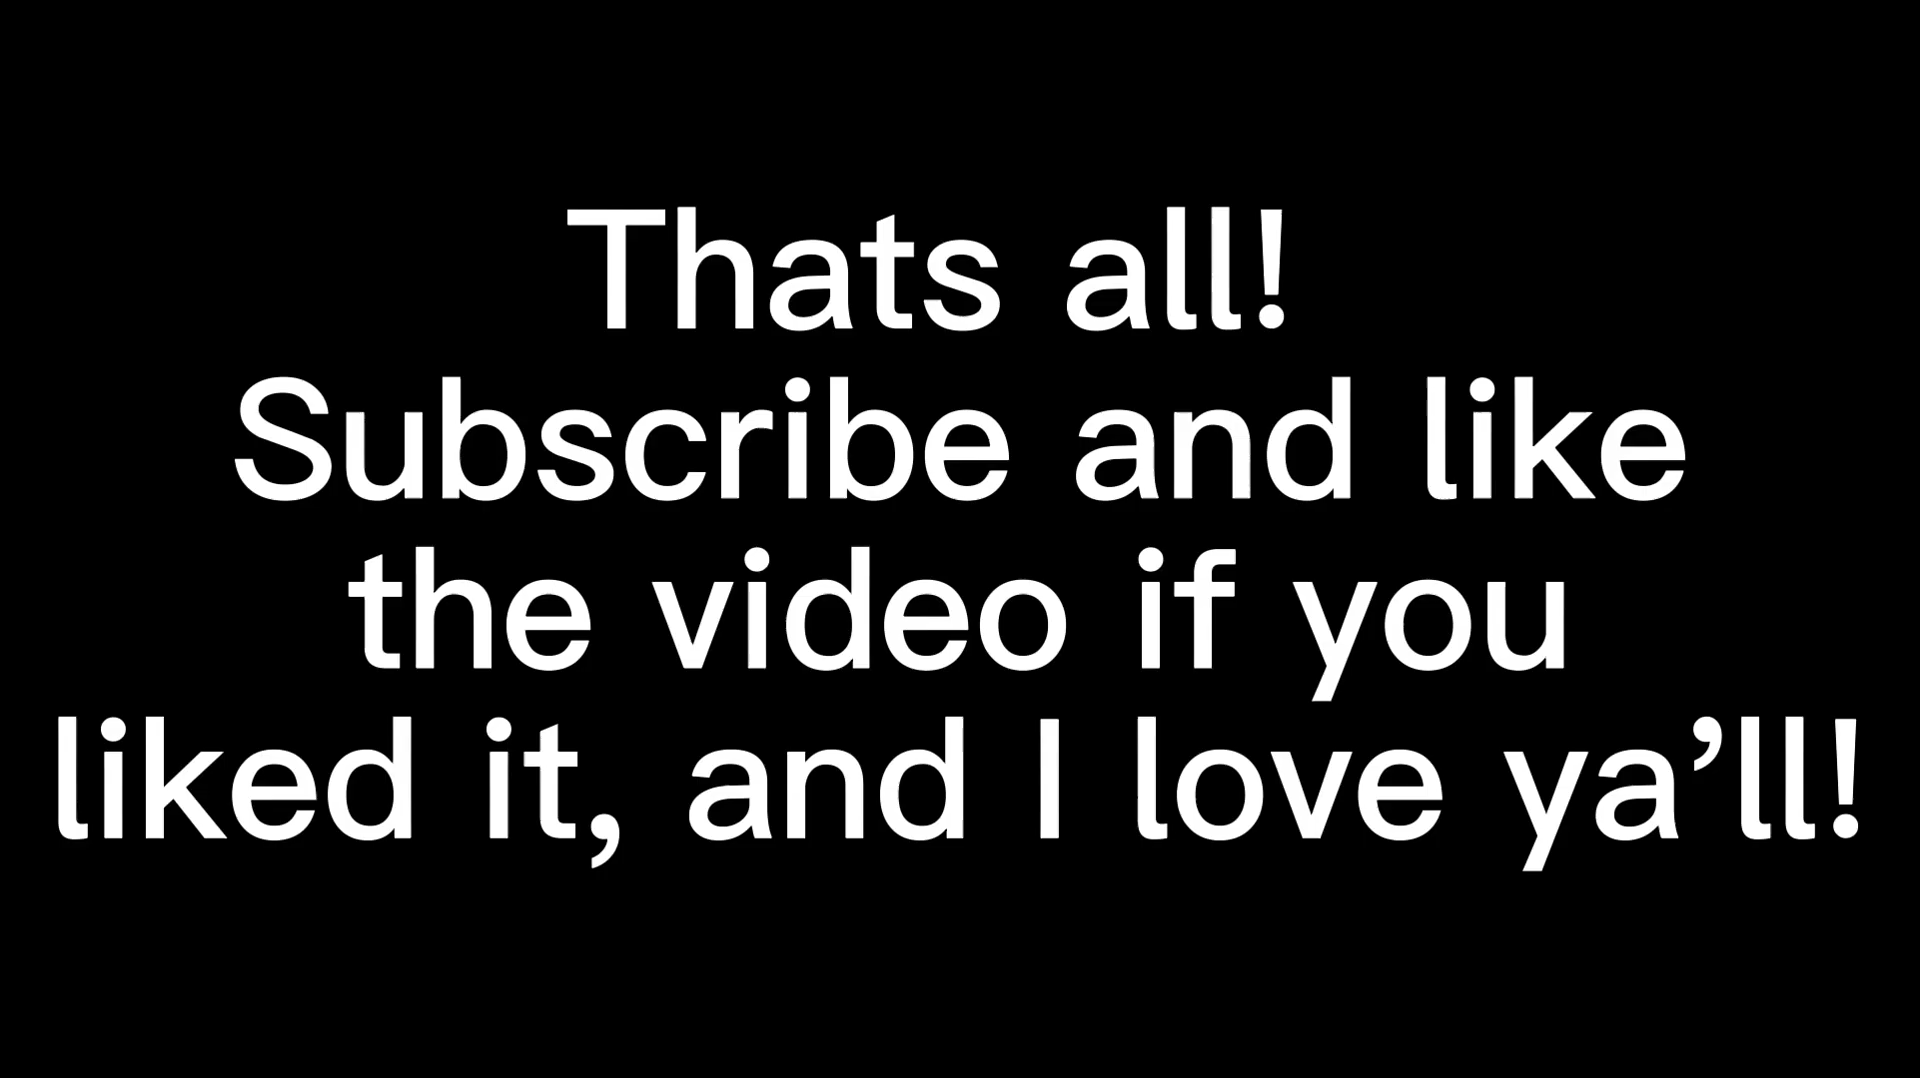 Thats all!
Subscribe and like
the video if you
liked it, and I love ya’ll!